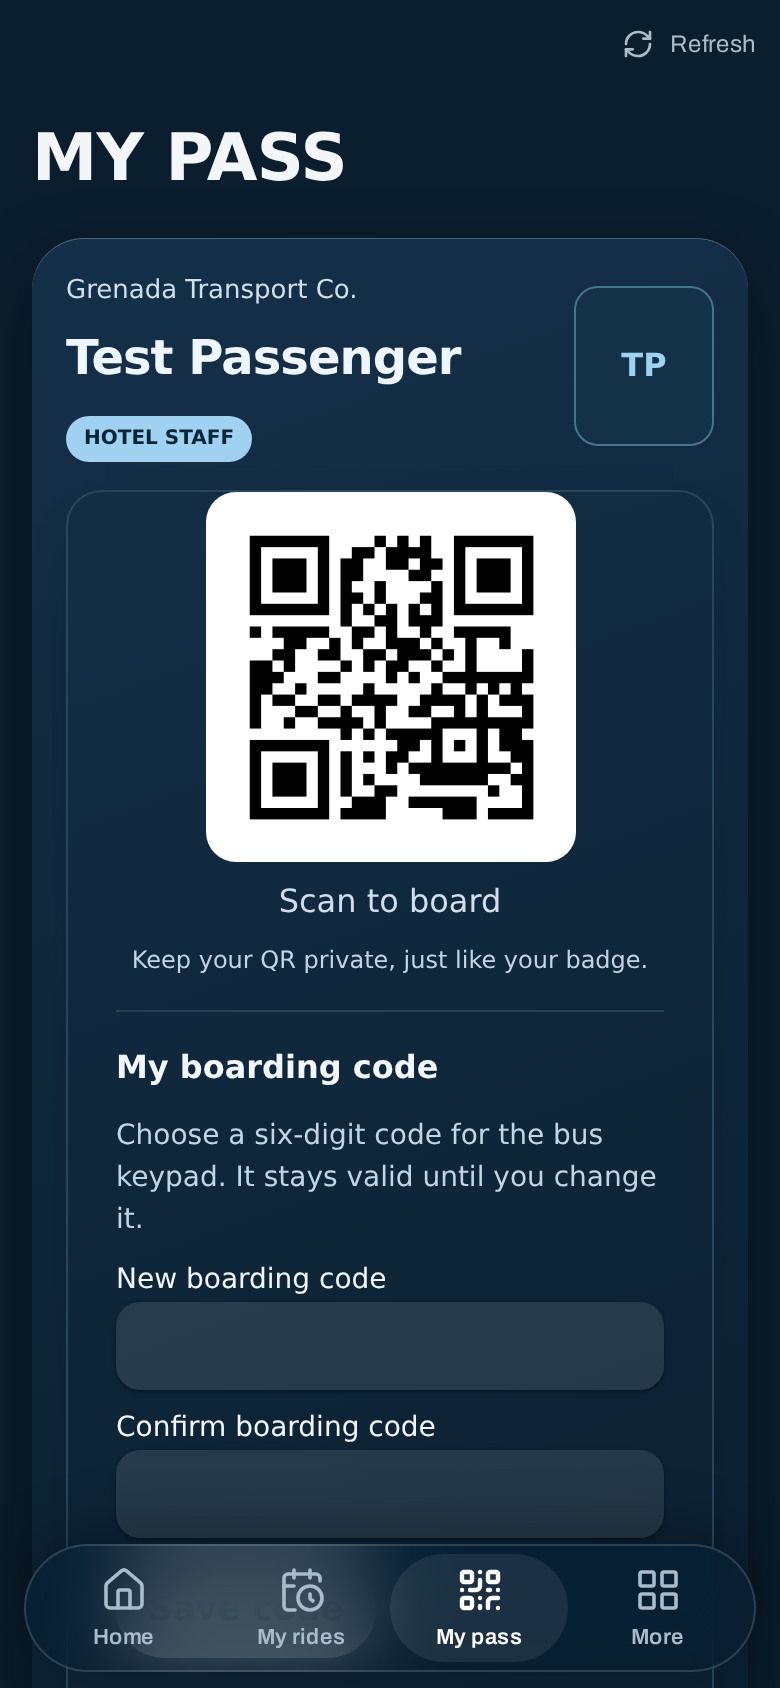 Refresh
MY PASS
Grenada Transport Co.
Test Passenger
TP
HOTEL STAFF
Scan to board
Keep your QR private, just like your badge.
My boarding code
Choose a six-digit code for the bus
keypad. It stays valid until you change
it.
New boarding code
Confirm boarding code
Save code
Home
My rides
My pass
More